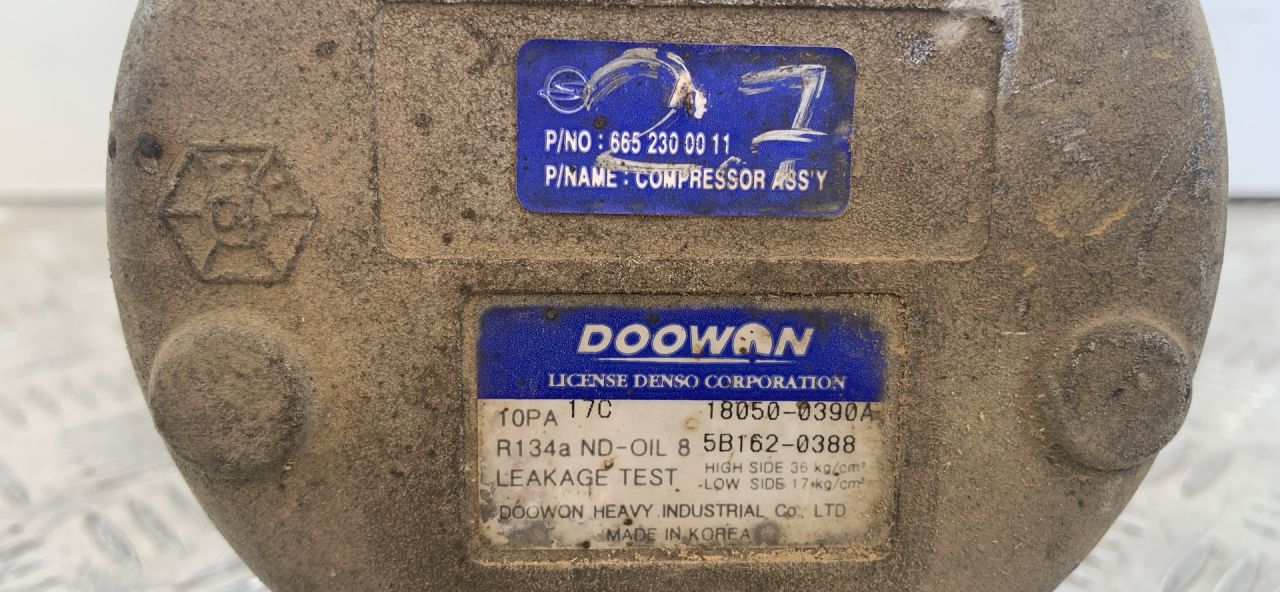 P/NO : 665 230 00 11
P/NAME : COMPRESSOR ASS'Y
DOOWON
LICENSE DENSO CORPORATION
10PA 17C 18050-0390A
R134a ND-OIL 8 5B162-0388
LEAKAGE TEST HIGH SIDE 36 kg/cm²
LOW SIDE 17 kg/cm²
DOOWON HEAVY INDUSTRIAL Co., LTD
MADE IN KOREA